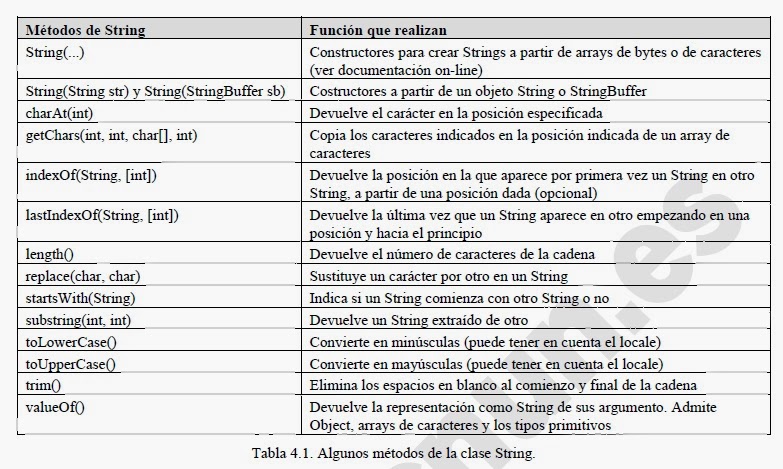 Métodos de String Función que realizan
String(...) Constructores para crear Strings a partir de arrays de bytes o de caracteres
(ver documentación on-line)
String(String str) y String(StringBuffer sb) Costructores a partir de un objeto String o StringBuffer
charAt(int) Devuelve el carácter en la posición especificada
getChars(int, int, char[], int) Copia los caracteres indicados en la posición indicada de un array de
caracteres
indexOf(String, [int]) Devuelve la posición en la que aparece por primera vez un String en otro
String, a partir de una posición dada (opcional)
lastIndexOf(String, [int]) Devuelve la última vez que un String aparece en otro empezando en una
posición y hacia el principio
length() Devuelve el número de caracteres de la cadena
replace(char, char) Sustituye un carácter por otro en un String
startsWith(String) Indica si un String comienza con otro String o no
substring(int, int) Devuelve un String extraído de otro
toLowerCase() Convierte en minúsculas (puede tener en cuenta el locale)
toUpperCase() Convierte en mayúsculas (puede tener en cuenta el locale)
trim() Elimina los espacios en blanco al comienzo y final de la cadena
valueOf() Devuelve la representación como String de sus argumento. Admite
Object, arrays de caracteres y los tipos primitivos
Tabla 4.1. Algunos métodos de la clase String.